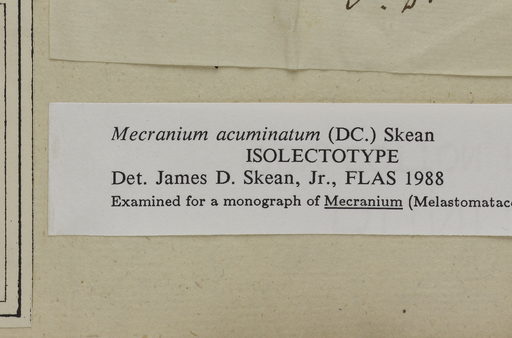 Mecranium acuminatum (DC.) Skean
ISOLECTOTYPE
Det. James D. Skean, Jr., FLAS 1988
Examined for a monograph of Mecranium (Melastomatac